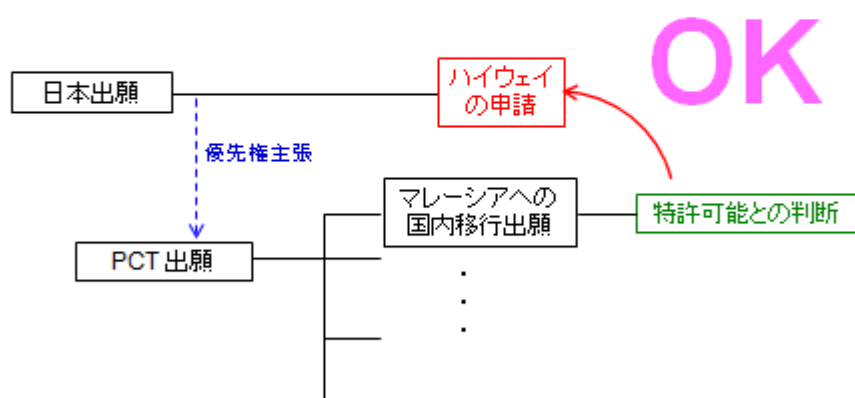 OK
日本出願
ハイウェイ
の申請
優先権主張
マレーシアへの
国内移行出願
特許可能との判断
PCT 出願